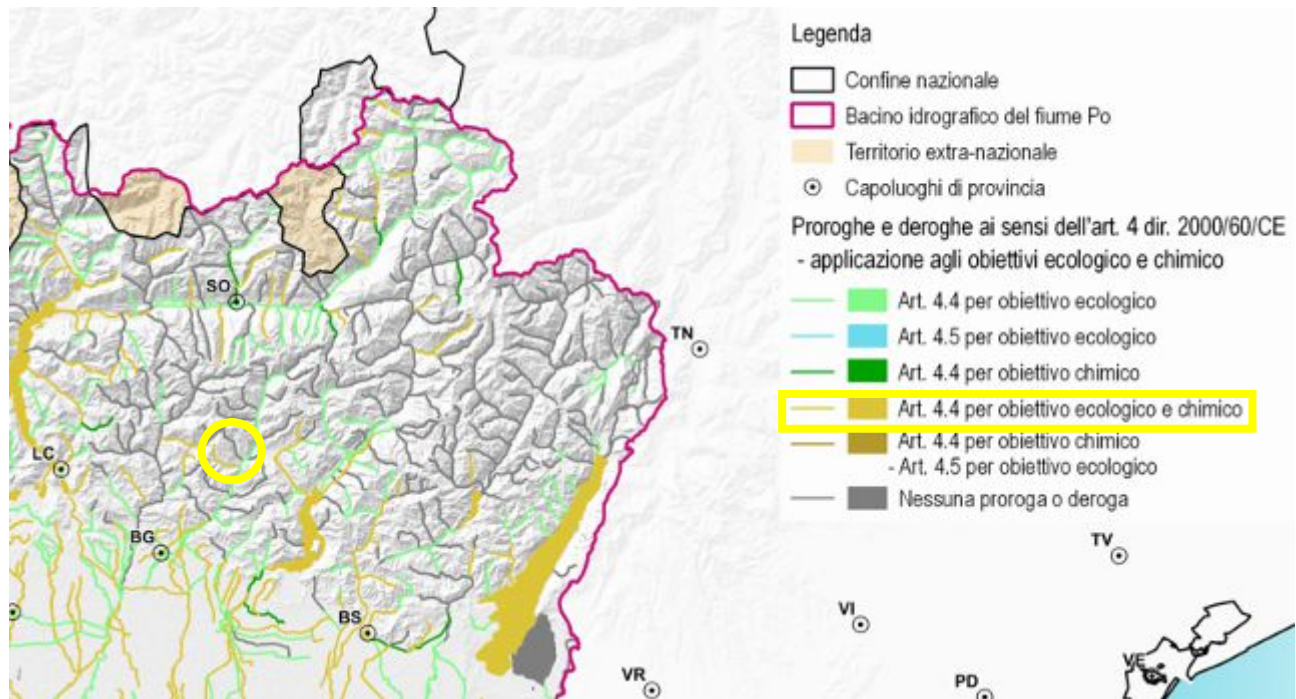 Legenda
Confine nazionale
Bacino idrografico del fiume Po
Territorio extra-nazionale
Capoluoghi di provincia
Proroghe e deroghe ai sensi dell'art. 4 dir. 2000/60/CE
- applicazione agli obiettivi ecologico e chimico
Art. 4.4 per obiettivo ecologico
Art. 4.5 per obiettivo ecologico
Art. 4.4 per obiettivo chimico
Art. 4.4 per obiettivo ecologico e chimico
Art. 4.4 per obiettivo chimico
- Art. 4.5 per obiettivo ecologico
Nessuna proroga o deroga
SO
TN
LC
BG
BS
TV
VI
VE
VR
PD